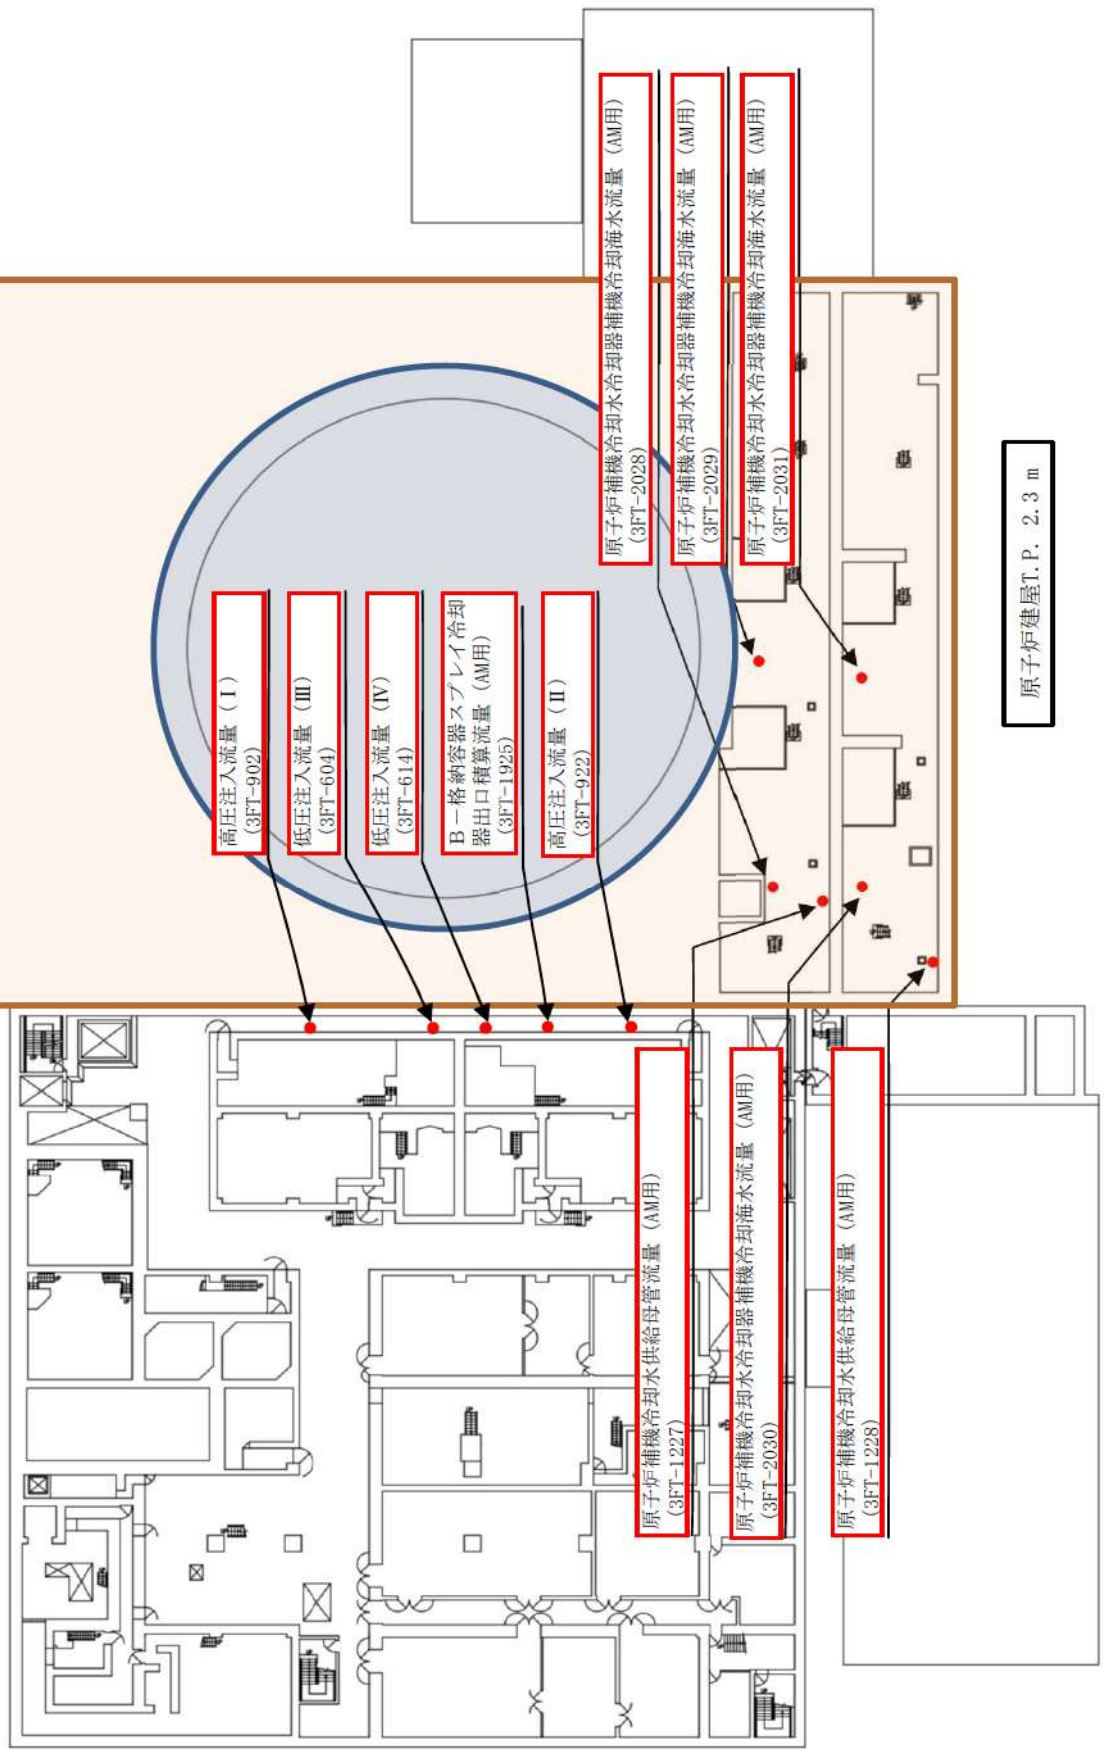 高圧注入流量（Ⅰ）
(3FT-902)
低圧注入流量（Ⅲ）
(3FT-604)
低圧注入流量（Ⅳ）
(3FT-614)
B－格納容器スプレイ冷却
器出口積算流量（AM用）
(3FT-1925)
高圧注入流量（Ⅱ）
(3FT-922)
原子炉補機冷却水冷却器補機冷却海水流量（AM用）
(3FT-2028)
原子炉補機冷却水冷却器補機冷却海水流量（AM用）
(3FT-2029)
原子炉補機冷却水冷却器補機冷却海水流量（AM用）
(3FT-2031)
原子炉補機冷却水供給母管流量（AM用）
(3FT-1227)
原子炉補機冷却水冷却器補機冷却海水流量（AM用）
(3FT-2030)
原子炉補機冷却水供給母管流量（AM用）
(3FT-1228)
原子炉建屋T.P. 2.3 m